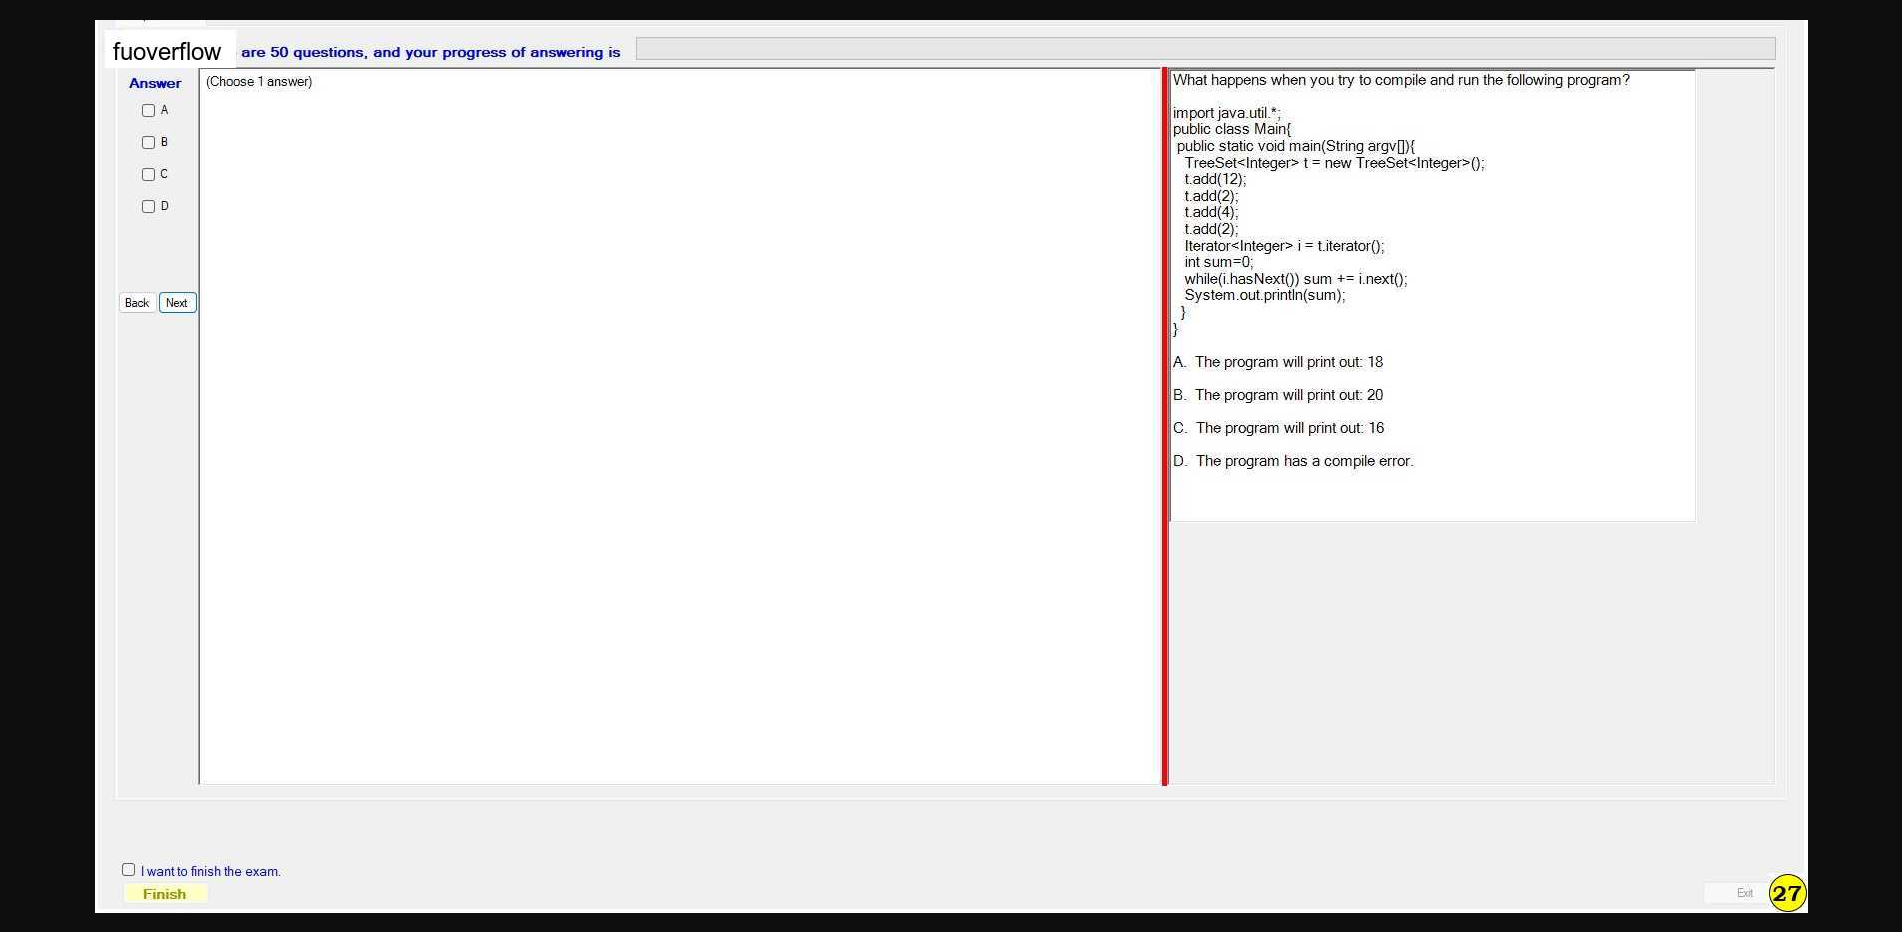 fuoverflow are 50 questions, and your progress of answering is
Answer
(Choose 1 answer)
A
B
C
D
Back Next
What happens when you try to compile and run the following program?
import java.util.*;
public class Main{
public static void main(String argv[]){
TreeSet<Integer> t = new TreeSet<Integer>();
t.add(12);
t.add(2);
t.add(4);
t.add(2);
Iterator<Integer> i = t.iterator();
int sum=0;
while(i.hasNext()) sum += i.next();
System.out.println(sum);
}
}
A. The program will print out: 18
B. The program will print out: 20
C. The program will print out: 16
D. The program has a compile error.
I want to finish the exam.
Finish
Exit
27